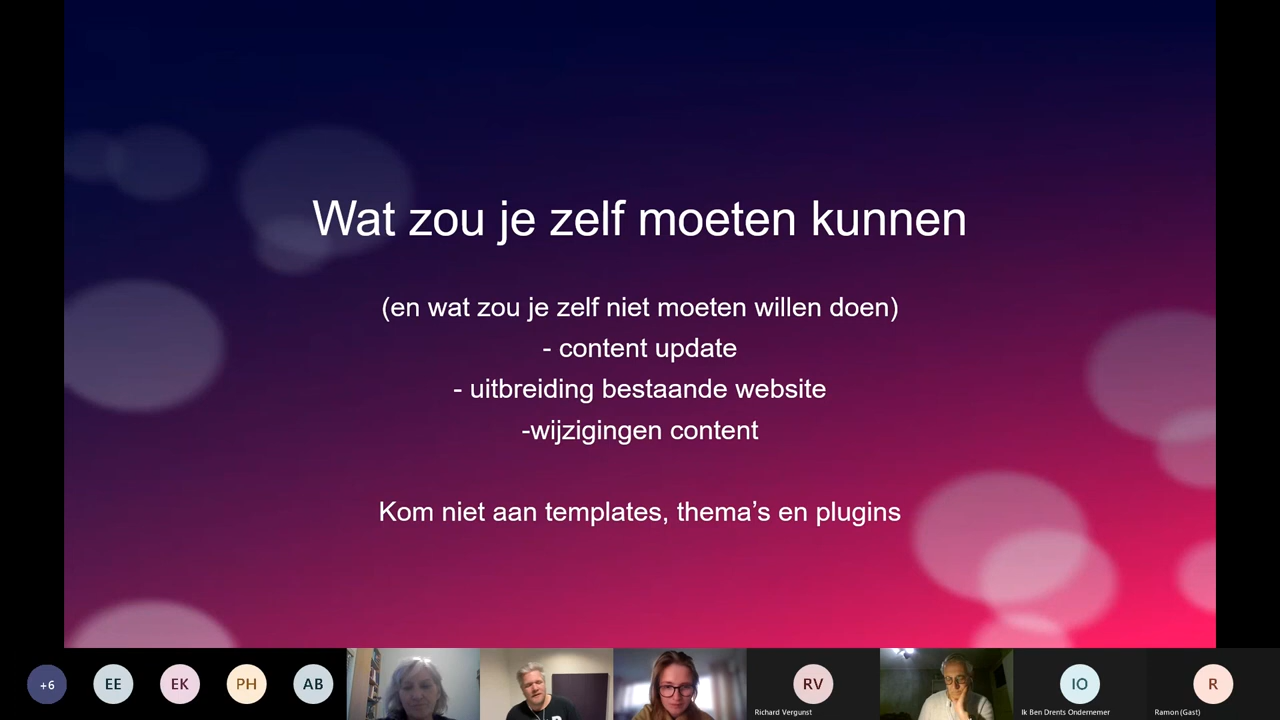 Wat zou je zelf moeten kunnen
(en wat zou je zelf niet moeten willen doen)
- content update
- uitbreiding bestaande website
-wijzigingen content
Kom niet aan templates, thema’s en plugins
+6
EE
EK
PH
AB
RV
IO
R
Richard Vergunst
Ik Ben Drents Ondernemer
Ramon (Gast)